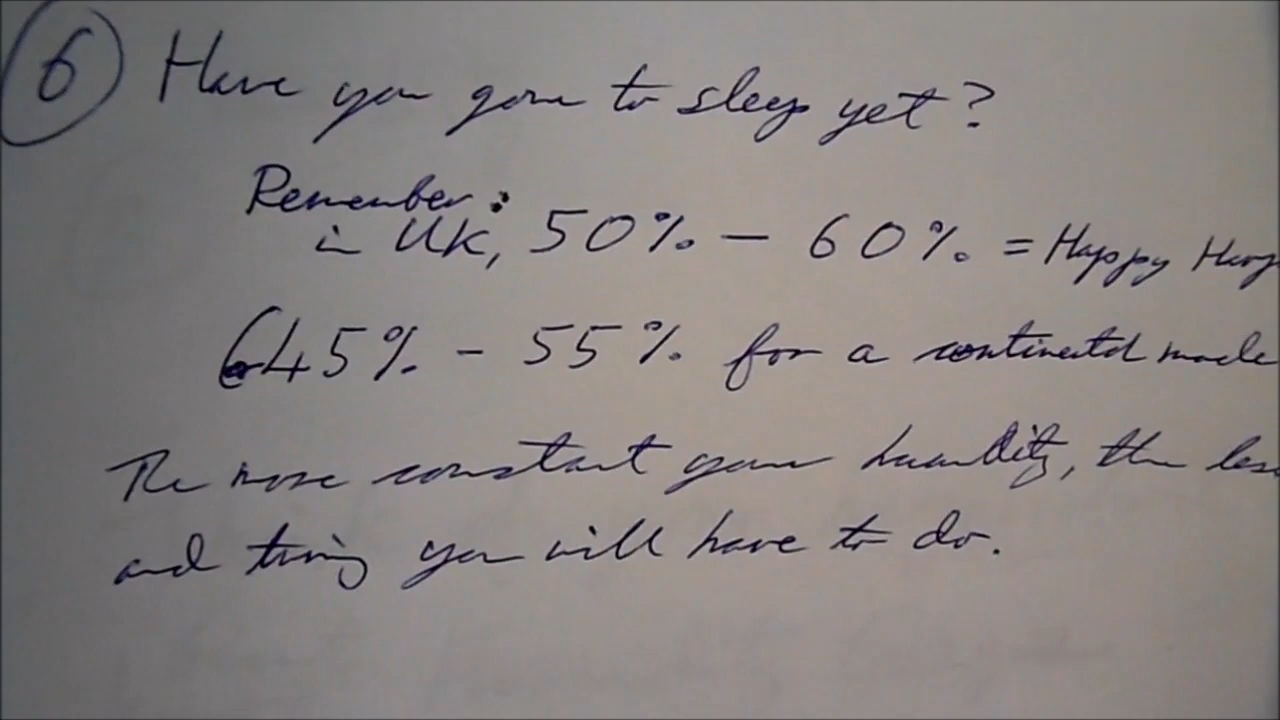 6 Have you gone to sleep yet?
Remember:
in UK, 50% - 60% = Happy
45% - 55% for a continental made
The more constant your humidity, the
and tuning you will have to do.